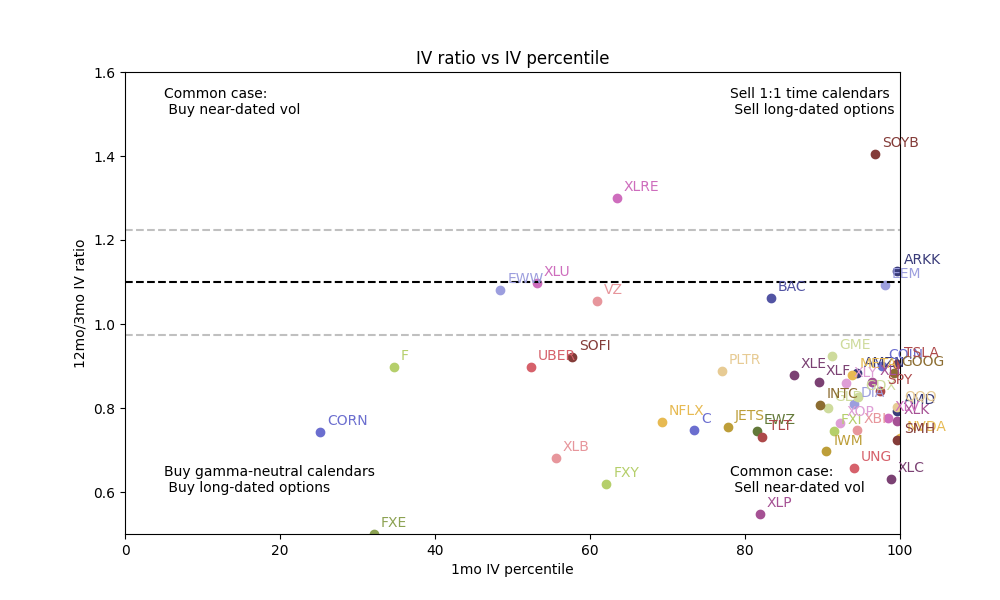 IV ratio vs IV percentile
1.6
Common case:
Buy near-dated vol
Sell 1:1 time calendars
Sell long-dated options
SOYB
1.4
XLRE
1.2
ARKK
EEM
XLU
EWW
BAC
VZ
12mo/3mo IV ratio
1.0
GME
SOFI
UBER
F
TSLA
COIN
GOOG
PLTR
XLE
XLF
SPY
INTC
DIA
0.8
AMD
NFLX
C
JETS
EWZ
TLT
XOP
FXI
XLK
SMH
CORN
IWM
XLB
UNG
XLC
FXY
Buy gamma-neutral calendars
Buy long-dated options
Common case:
Sell near-dated vol
0.6
XLP
FXE
0
20
40
60
80
100
1mo IV percentile